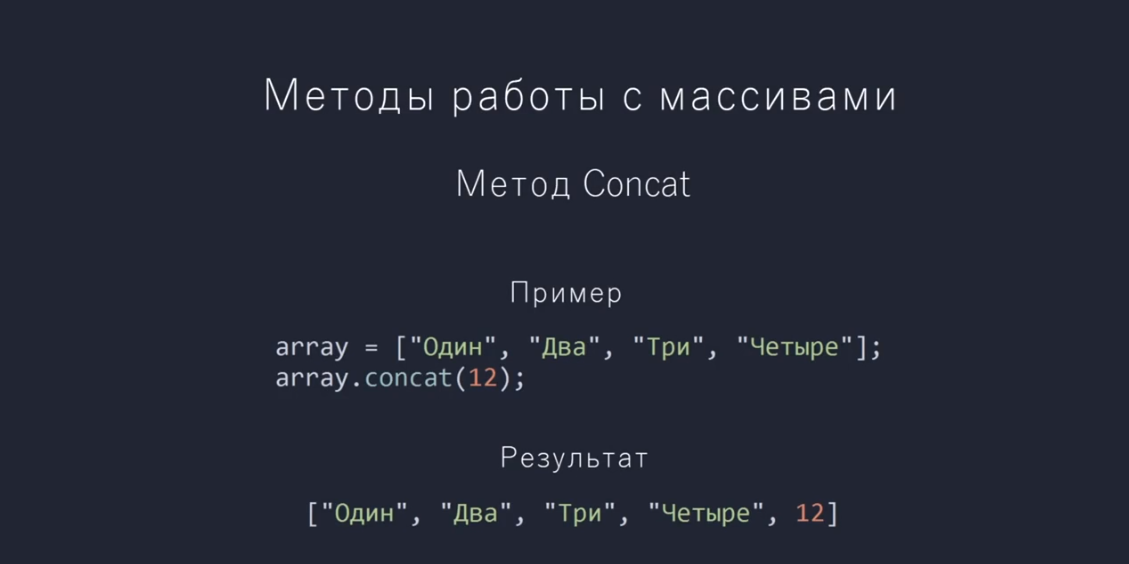 Методы работы с массивами
Метод Concat
Пример
array = ["Один", "Два", "Три", "Четыре"];
array.concat(12);
Результат
["Один", "Два", "Три", "Четыре", 12]